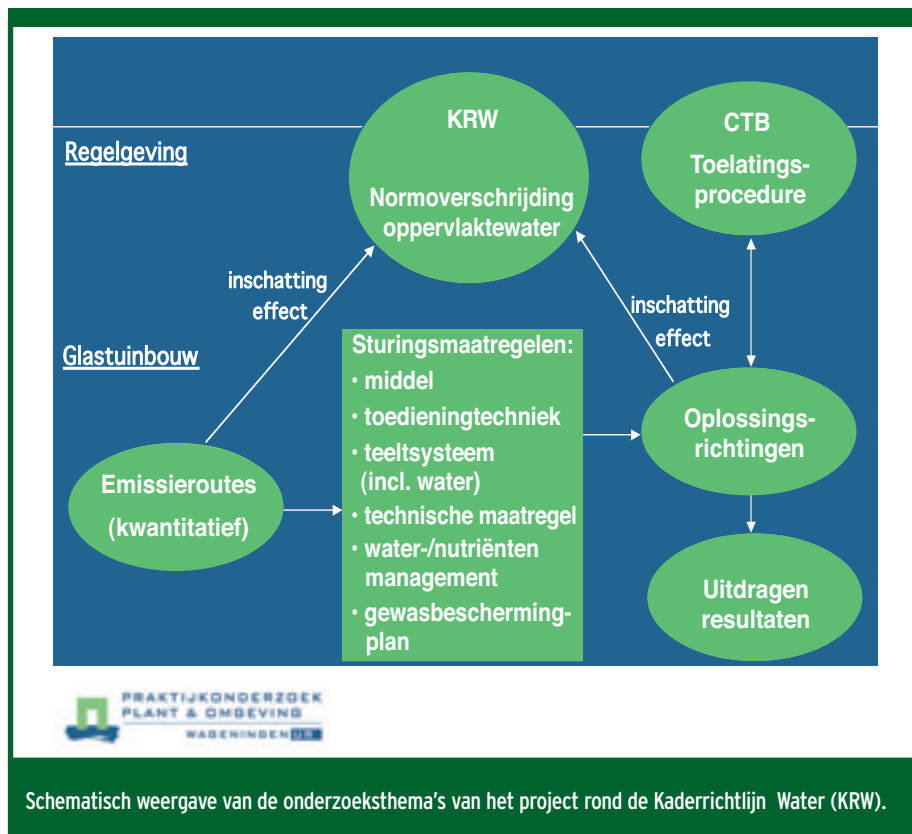 KRW
Normoverschrijding
oppervlaktewater
CTB
Toelatings-
procedure
Regelgeving
inschatting
effect
inschatting
effect
Glastuinbouw
Sturingsmaatregelen:
· middel
· toedieningtechniek
· teeltsysteem
(incl. water)
· technische maatregel
· water-/nutriënten
management
· gewasbescherming-
plan
Emissieroutes
(kwantitatief)
Oplossings-
richtingen
Uitdragen
resultaten
PRAKTIJKONDERZOEK
PLANT & OMGEVING
WAGENINGEN UR
Schematisch weergave van de onderzoeksthema's van het project rond de Kaderrichtlijn Water (KRW).